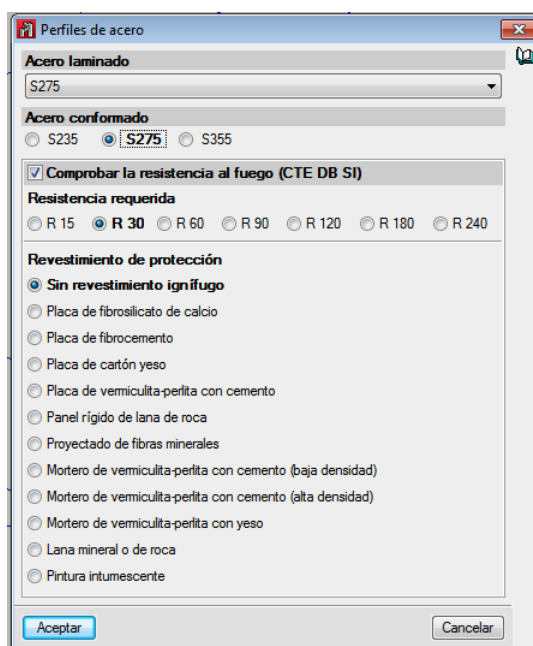 Perfiles de acero
Acero laminado
S275
Acero conformado
S235 S275 S355
Comprobar la resistencia al fuego (CTE DB SI)
Resistencia requerida
R 15 R 30 R 60 R 90 R 120 R 180 R 240
Revestimiento de protección
Sin revestimiento ignífugo
Placa de fibrosilicato de calcio
Placa de fibrocemento
Placa de cartón yeso
Placa de vermiculita-perlita con cemento
Panel rígido de lana de roca
Proyectado de fibras minerales
Mortero de vermiculita-perlita con cemento (baja densidad)
Mortero de vermiculita-perlita con cemento (alta densidad)
Mortero de vermiculita-perlita con yeso
Lana mineral o de roca
Pintura intumescente
Aceptar Cancelar